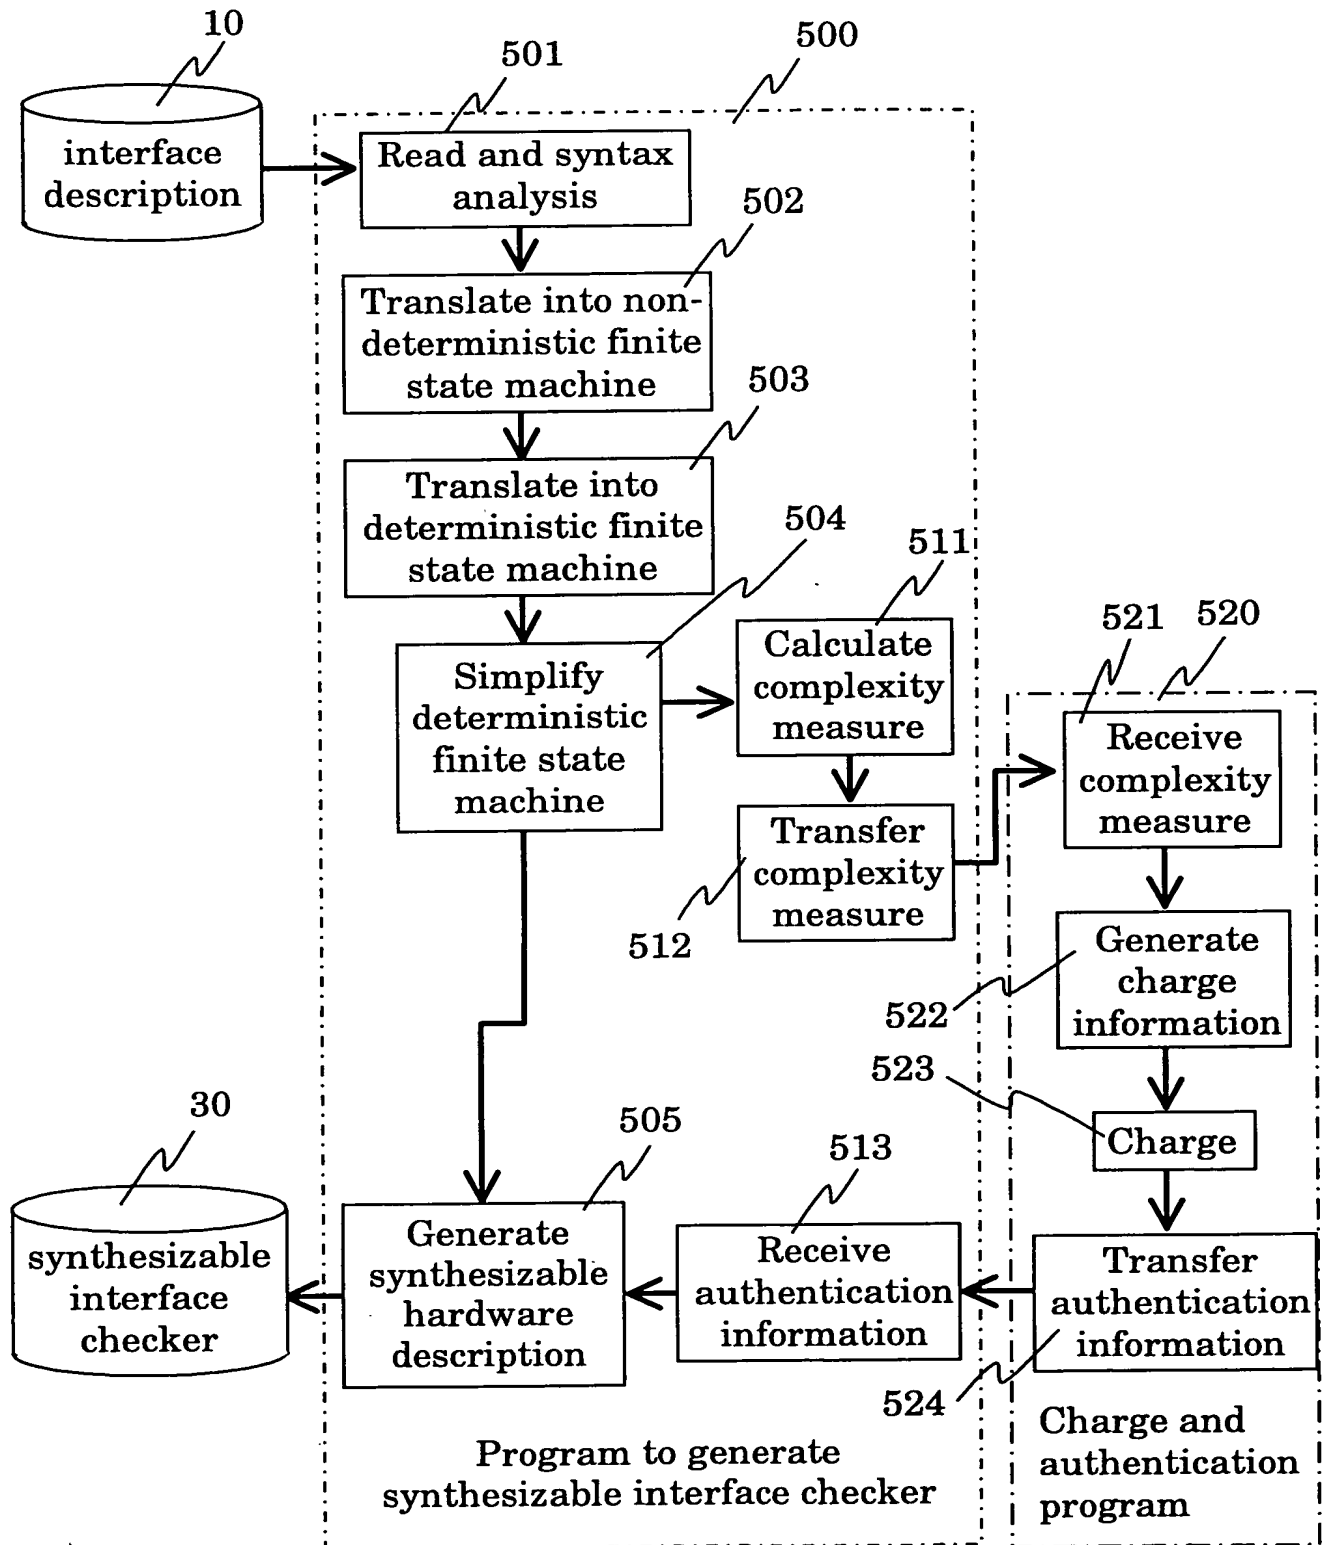 10
500
501
interface
description
Read and syntax
analysis
502
Translate into non-
deterministic finite
state machine
503
Translate into
deterministic finite
state machine
504
511
Simplify
deterministic
finite state
machine
Calculate
complexity
measure
521
520
Receive
complexity
measure
Transfer
complexity
measure
512
Generate
charge
information
522
523
Charge
30
505
513
synthesizable
interface
checker
Generate
synthesizable
hardware
description
Receive
authentication
information
Transfer
authentication
information
524
Program to generate
synthesizable interface checker
Charge and
authentication
program